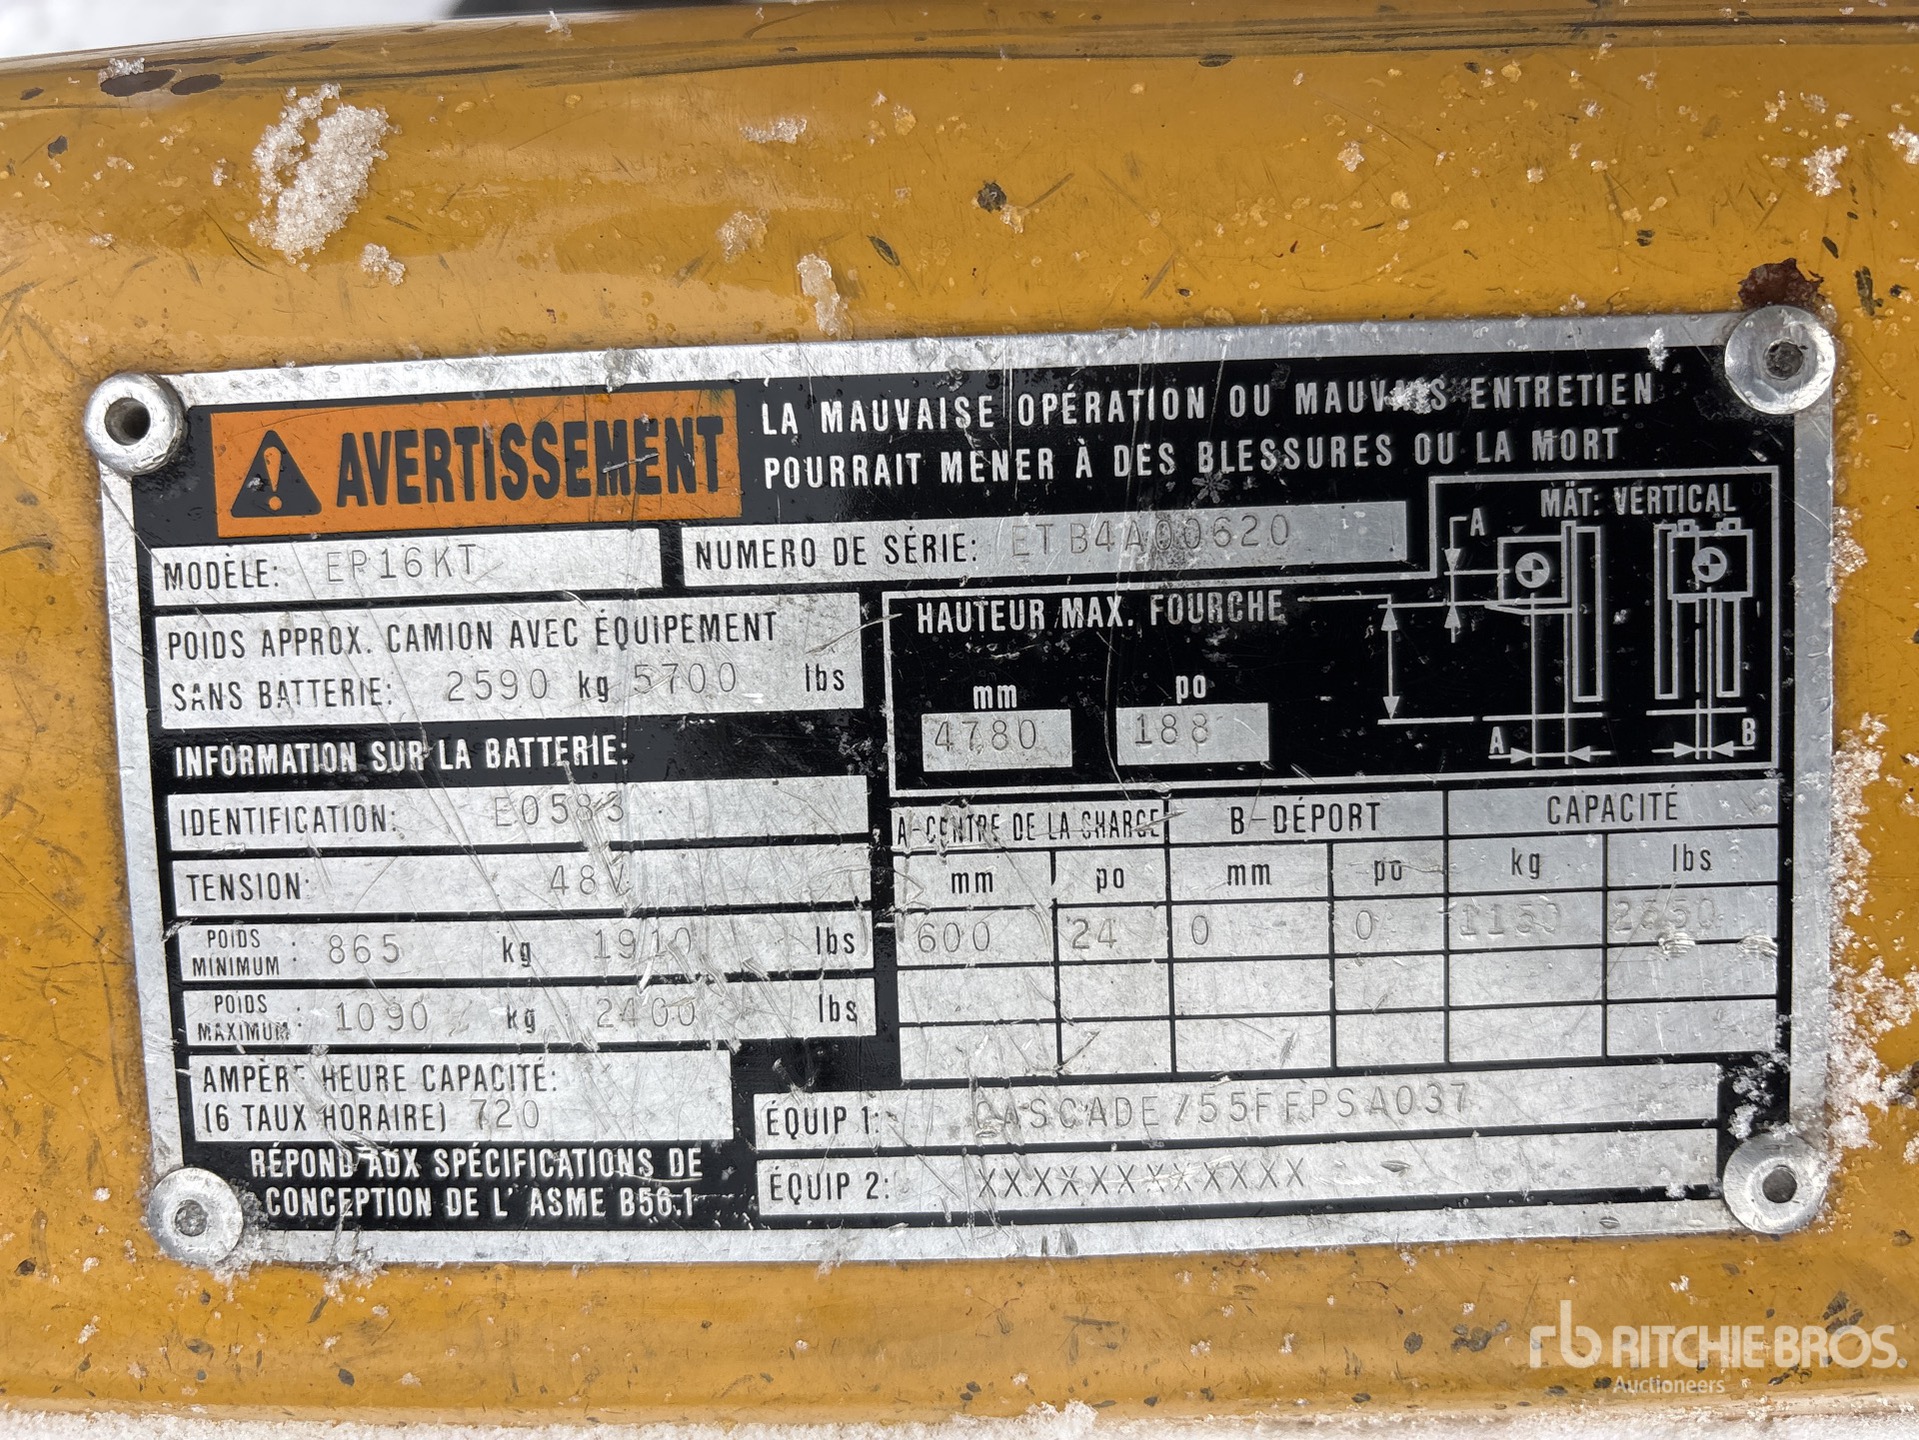 AVERTISSEMENT
LA MAUVAISE OPÉRATION OU MAUVAIS ENTRETIEN
POURRAIT MENER À DES BLESSURES OU LA MORT
MODÈLE: EP16KT
NUMERO DE SÉRIE: ETB4A00620
MÄT: VERTICAL
A
POIDS APPROX. CAMION AVEC ÉQUIPEMENT
SANS BATTERIE: 2590 kg 5700 lbs
HAUTEUR MAX. FOURCHE
mm po
4780 188
A B
INFORMATION SUR LA BATTERIE:
IDENTIFICATION: E0583
TENSION: 48V
POIDS MINIMUM: 865 kg 1910 lbs
POIDS MAXIMUM: 1090 kg 2400 lbs
AMPÈRE HEURE CAPACITÉ:
(6 TAUX HORAIRE) 720
RÉPOND AUX SPÉCIFICATIONS DE
CONCEPTION DE L'ASME B56.1
A-CENTRE DE LA CHARGE B-DÉPORT CAPACITÉ
mm po mm po kg lbs
600 24 0 0
ÉQUIP 1: CASCADE/55FFPSA037
ÉQUIP 2: XXXXXXXXXXXX
rb RITCHIE BROS.
Auctioneers